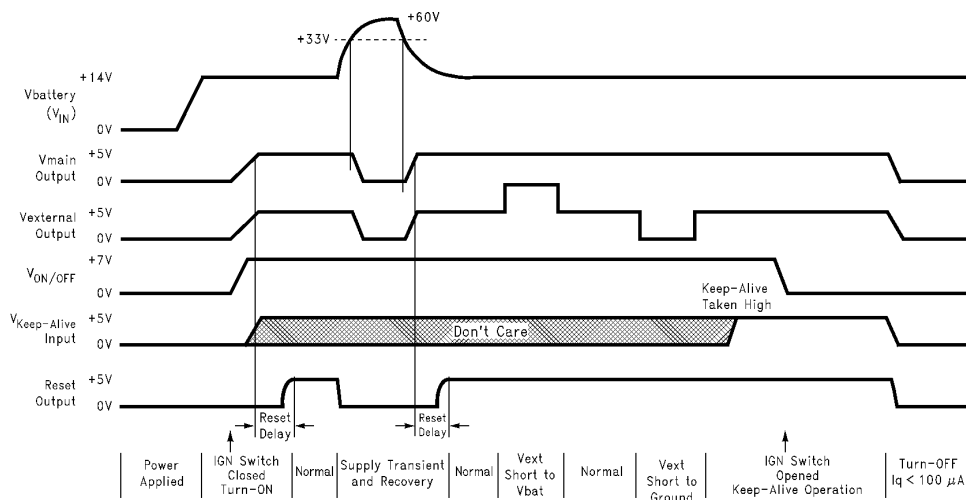 +60V
+33V
+14V
Vbattery
(VIN)
0V
+5V
Vmain
Output
0V
+5V
Vexternal
Output
0V
+7V
VON/OFF
0V
Keep-Alive
Taken High
VKeep-Alive
Input
+5V
0V
Don't Care
+5V
Reset
Output
0V
Reset
Delay
Reset
Delay
Power
Applied
IGN Switch
Closed
Turn-ON
Normal
Supply Transient
and Recovery
Normal
Vext
Short to
Vbat
Normal
Vext
Short to
Ground
IGN Switch
Opened
Keep-Alive Operation
Turn-OFF
Iq < 100 μA